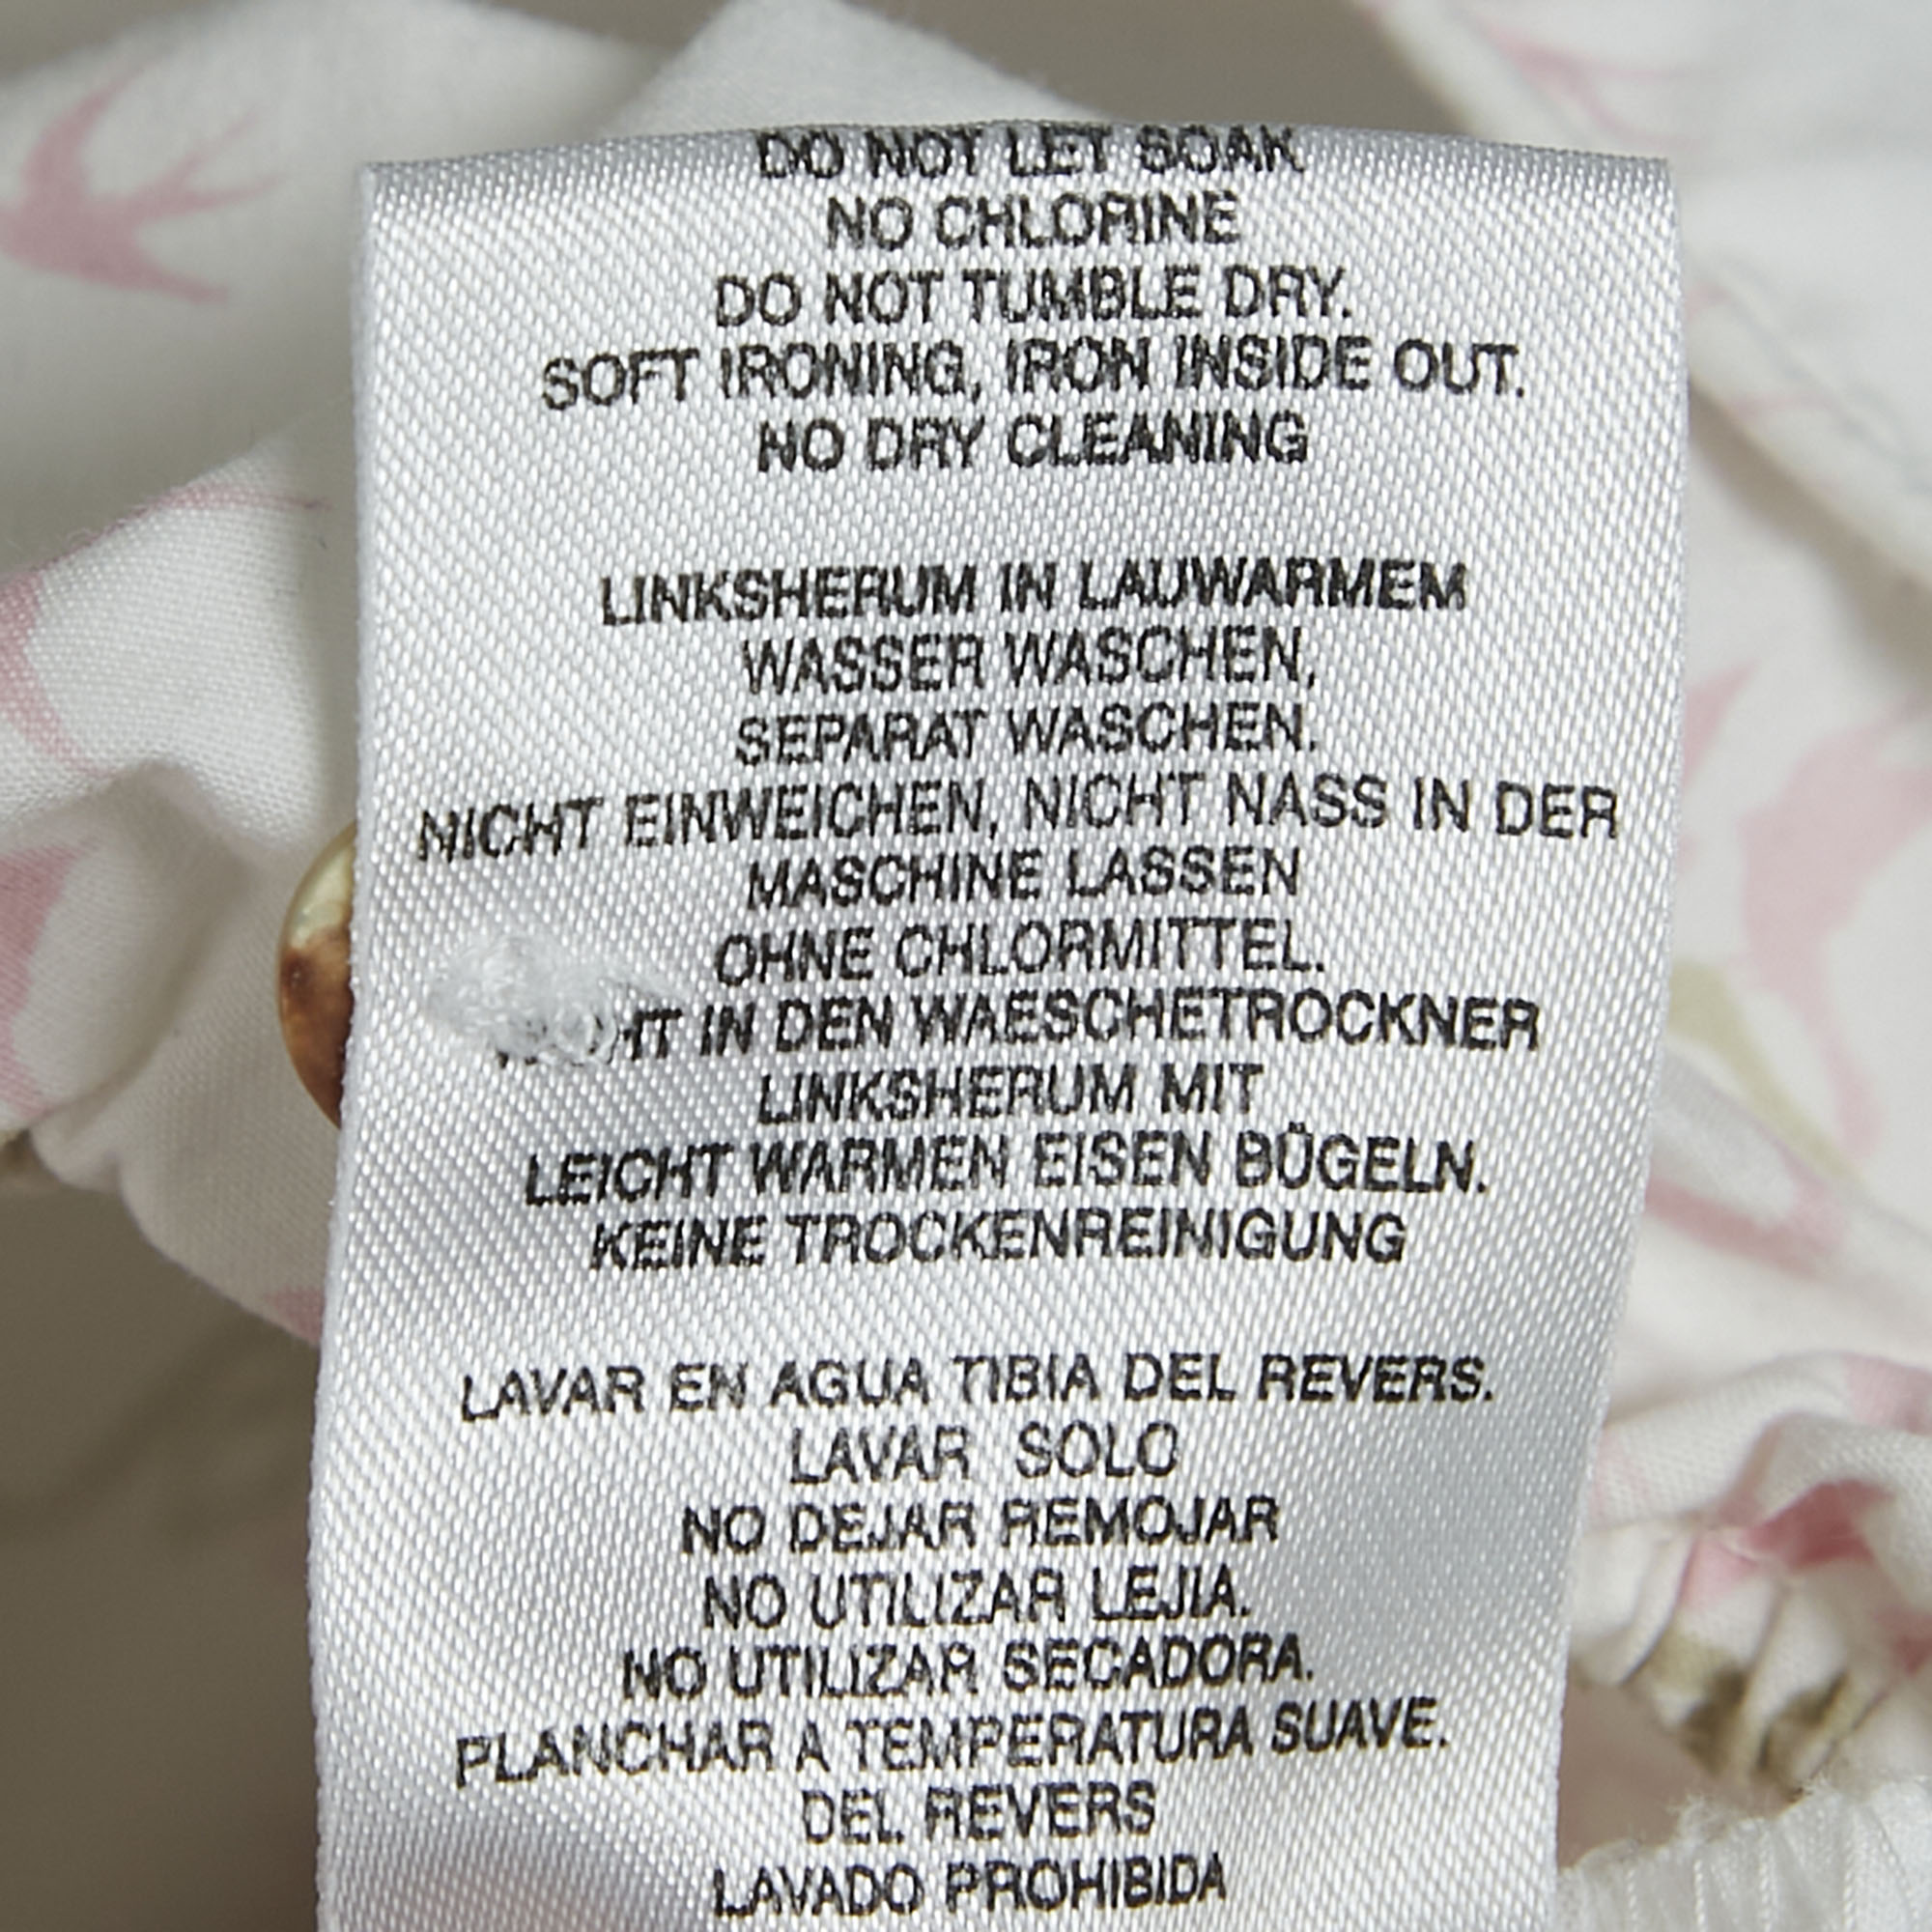 DO NOT LET SOAK
NO CHLORINE
DO NOT TUMBLE DRY.
SOFT IRONING, IRON INSIDE OUT.
NO DRY CLEANING
LINKSHERUM IN LAUWARMEM
WASSER WASCHEN,
SEPARAT WASCHEN.
NICHT EINWEICHEN, NICHT NASS IN DER
MASCHINE LASSEN
OHNE CHLORMITTEL.
IN DEN WAESCHETROCKNER
LINKSHERUM MIT
LEICHT WARMEN EISEN BÜGELN.
KEINE TROCKENREINIGUNG
LAVAR EN AGUA TIBIA DEL REVERS.
LAVAR SOLO
NO DEJAR REMOJAR
NO UTILIZAR LEJIA.
NO UTILIZAR SECADORA.
PLANCHAR A TEMPERATURA SUAVE.
DEL REVERS
LAVADO PROHIBIDA